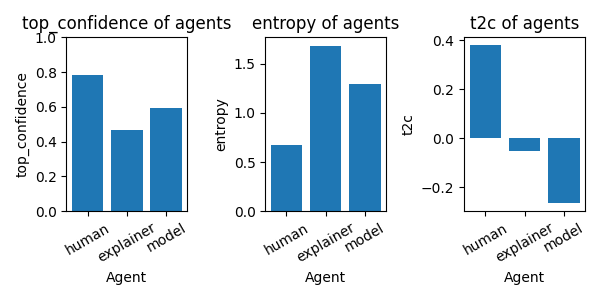 top_confidence of agents
top_confidence
1.0
0.8
0.6
0.4
0.2
0.0
human
explainer
model
Agent
entropy of agents
entropy
1.5
1.0
0.5
0.0
human
explainer
model
Agent
t2c of agents
t2c
0.4
0.2
0.0
−0.2
human
explainer
model
Agent